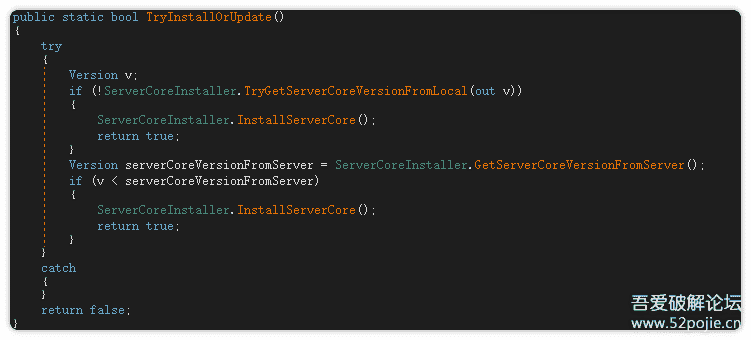 public static bool TryInstallOrUpdate()
{
    try
    {
        Version v;
        if (!ServerCoreInstaller.TryGetServerCoreVersionFromLocal(out v))
        {
            ServerCoreInstaller.InstallServerCore();
            return true;
        }
        Version serverCoreVersionFromServer = ServerCoreInstaller.GetServerCoreVersionFromServer();
        if (v < serverCoreVersionFromServer)
        {
            ServerCoreInstaller.InstallServerCore();
            return true;
        }
    }
    catch
    {
    }
    return false;
}
吾爱破解论坛
www.52pojie.cn